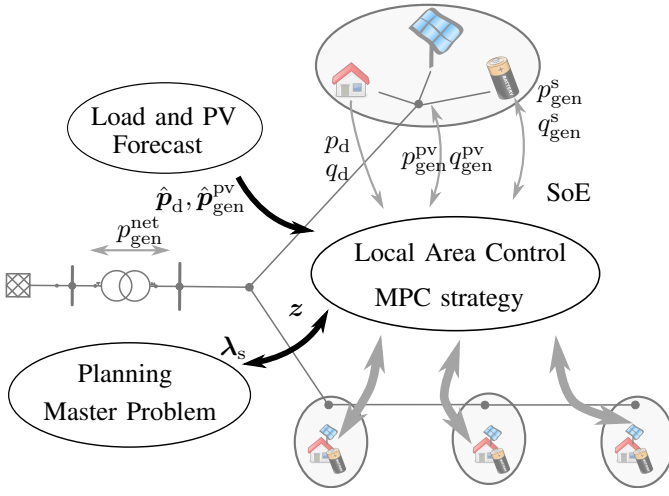 Load and PV
Forecast
p_d
q_d
p_gen^pv q_gen^pv
p_gen^s
q_gen^s
SoE
BATTERY
p̂_d, p̂_gen^pv
p_gen^net
Local Area Control
MPC strategy
z
λ_s
Planning
Master Problem